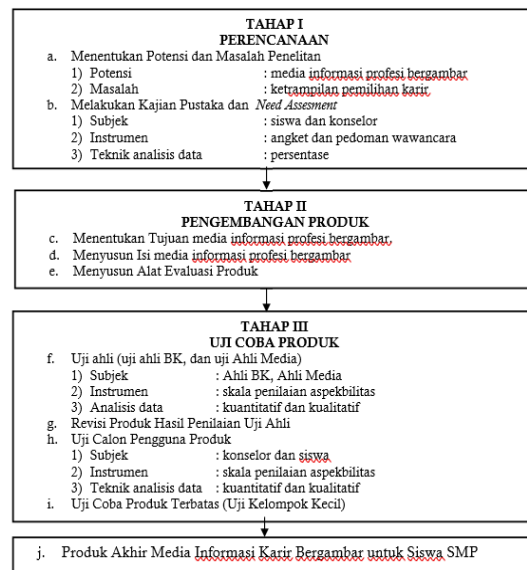 TAHAP I
PERENCANAAN
a. Menentukan Potensi dan Masalah Penelitan
1) Potensi : media informasi profesi bergambar
2) Masalah : ketrampilan pemilihan karir
b. Melakukan Kajian Pustaka dan Need Assesment
1) Subjek : siswa dan konselor
2) Instrumen : angket dan pedoman wawancara
3) Teknik analisis data : persentase
TAHAP II
PENGEMBANGAN PRODUK
c. Menentukan Tujuan media informasi profesi bergambar.
d. Menyusun Isi media informasi profesi bergambar
e. Menyusun Alat Evaluasi Produk
TAHAP III
UJI COBA PRODUK
f. Uji ahli (uji ahli BK, dan uji Ahli Media)
1) Subjek : Ahli BK, Ahli Media
2) Instrumen : skala penilaian aspekbilitas
3) Analisis data : kuantitatif dan kualitatif
g. Revisi Produk Hasil Penilaian Uji Ahli
h. Uji Calon Pengguna Produk
1) Subjek : konselor dan siswa
2) Instrumen : skala penilaian aspekbilitas
3) Teknik analisis data : kuantitatif dan kualitatif
i. Uji Coba Produk Terbatas (Uji Kelompok Kecil)
j. Produk Akhir Media Informasi Karir Bergambar untuk Siswa SMP